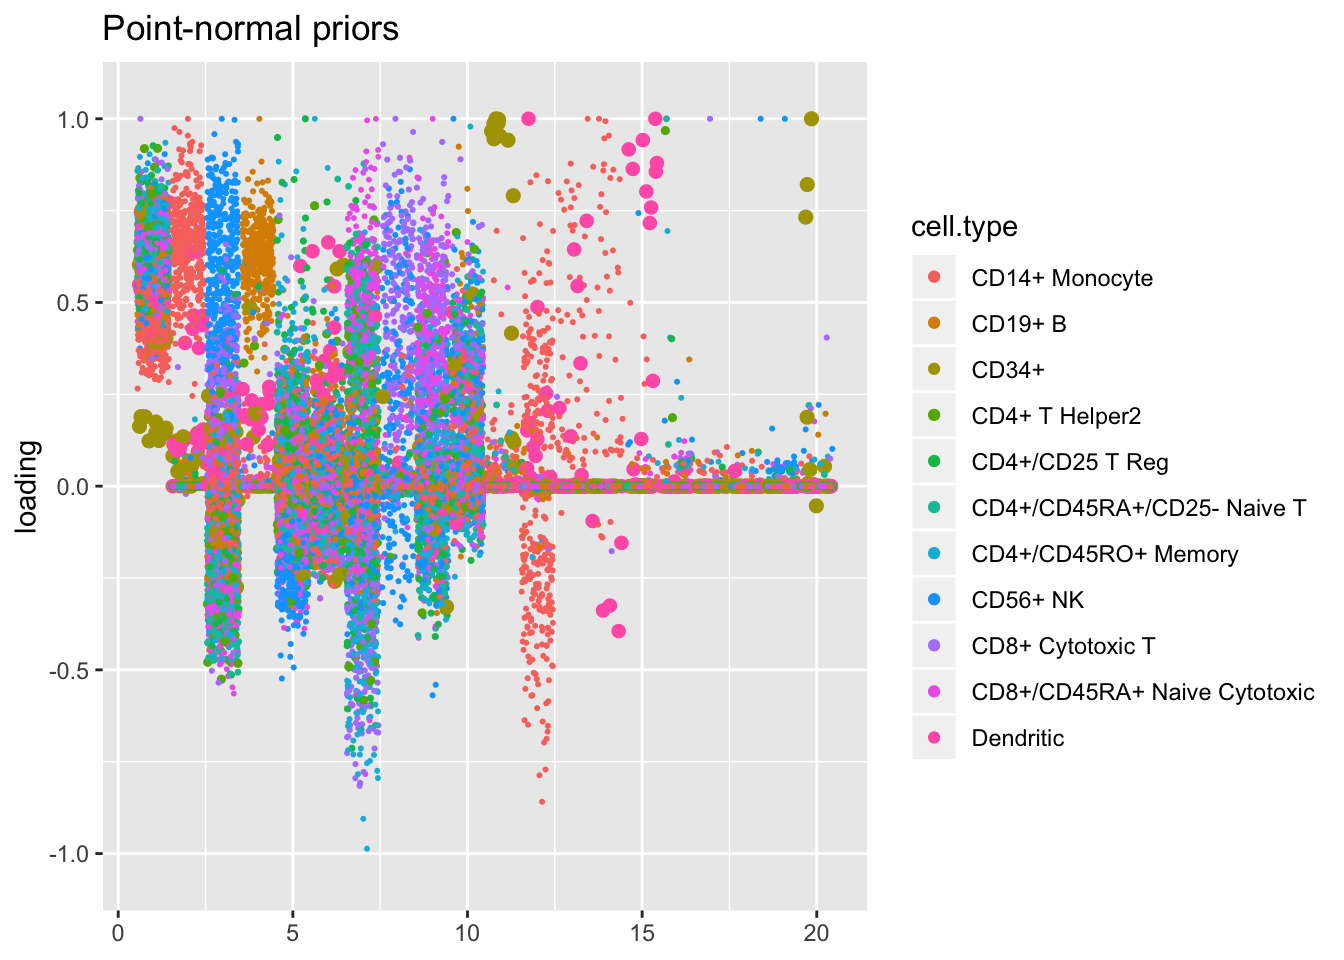 Point-normal priors
loading
1.0
0.5
0.0
-0.5
-1.0
0
5
10
15
20
cell.type
CD14+ Monocyte
CD19+ B
CD34+
CD4+ T Helper2
CD4+/CD25 T Reg
CD4+/CD45RA+/CD25- Naive T
CD4+/CD45RO+ Memory
CD56+ NK
CD8+ Cytotoxic T
CD8+/CD45RA+ Naive Cytotoxic
Dendritic